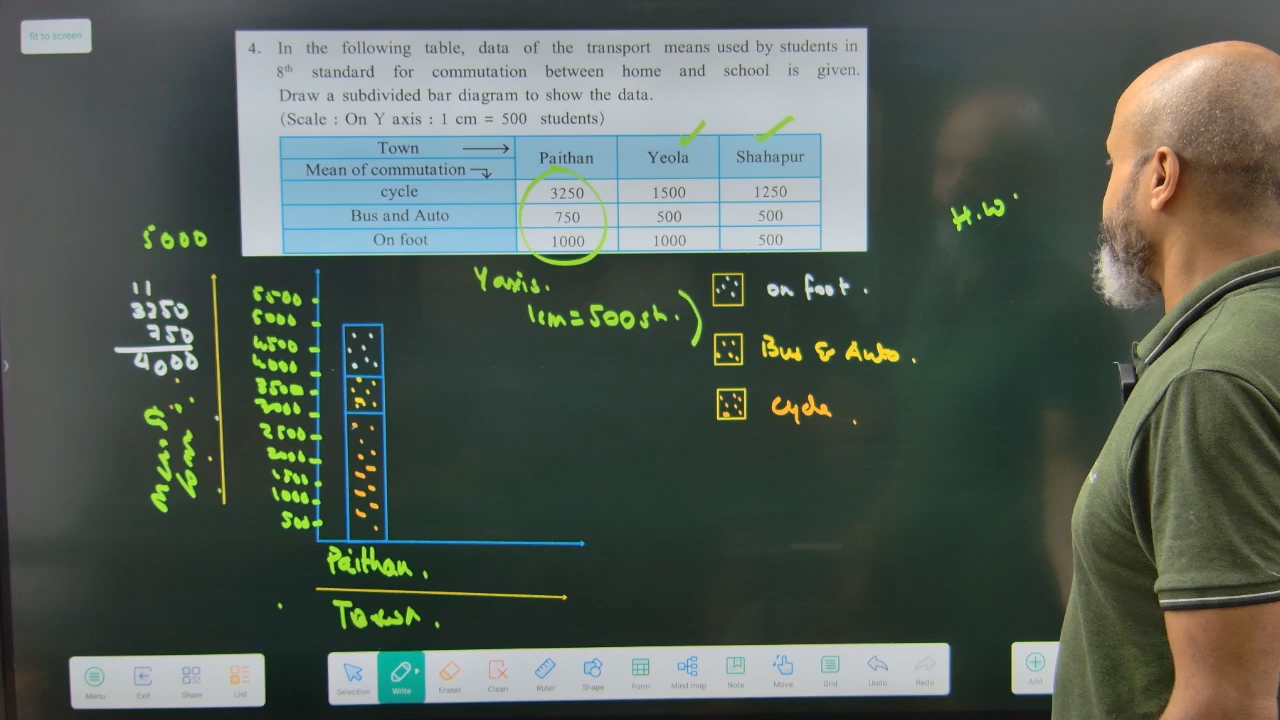 fit to screen
4. In the following table, data of the transport means used by students in
8th standard for commutation between home and school is given.
Draw a subdivided bar diagram to show the data.
(Scale : On Y axis : 1 cm = 500 students)
Town
Mean of commutation
Paithan Yeola Shahapur
cycle 3250 1500 1250
Bus and Auto 750 500 500
On foot 1000 1000 500
H.W.
5000
11
3250
750
4000
Y axis.
1cm = 500 st.
on foot.
Bus & Auto.
Cycle.
5500
5000
4500
4000
3500
3000
2500
2000
1500
1000
500
Paithan.
Town.
Menu Exit Share List
Selection Write Eraser Clean Ruler Shape Form Mind map Note Move Grid Undo Redo
Add